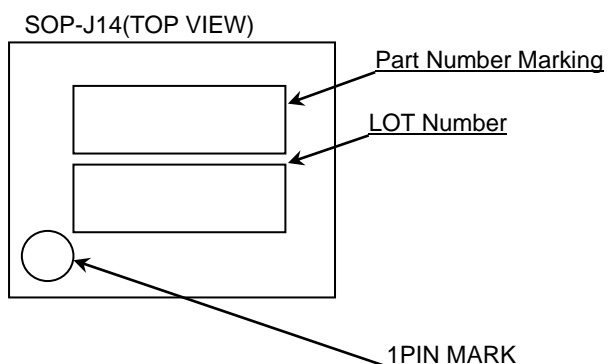 SOP-J14(TOP VIEW)
Part Number Marking
LOT Number
1PIN MARK